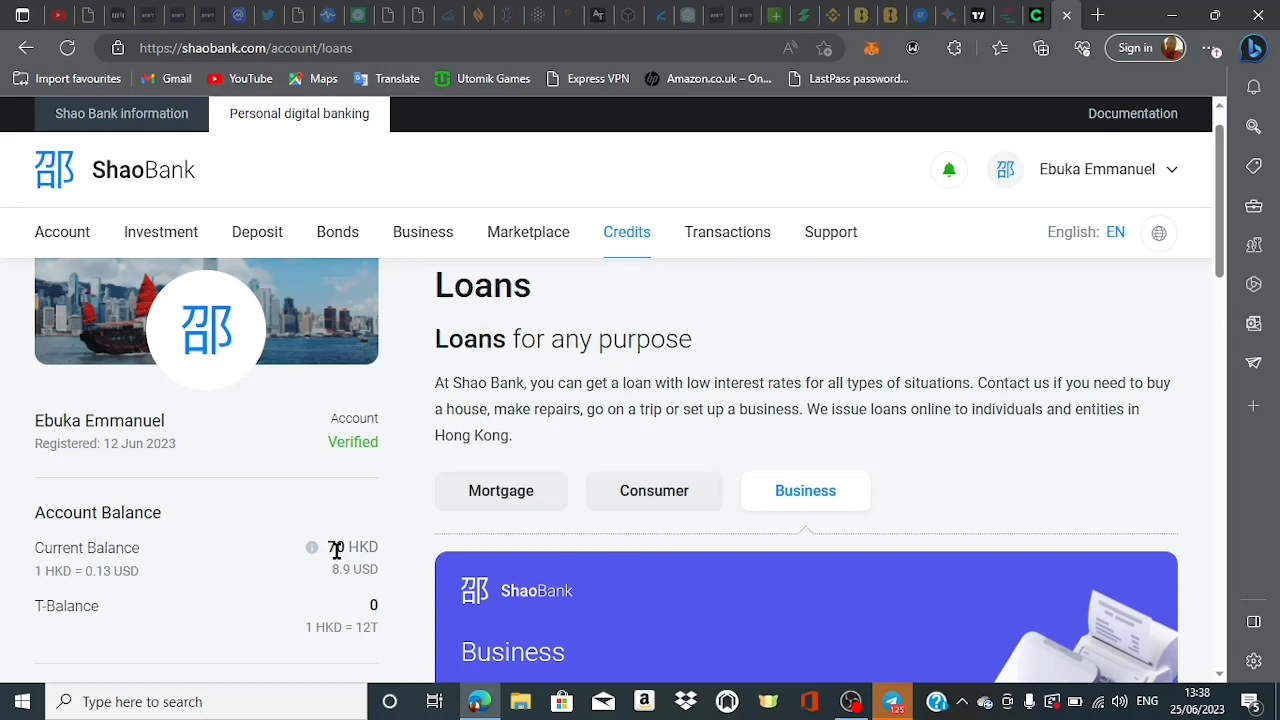 https://shaobank.com/account/loans
Sign in
Import favourites
Gmail
YouTube
Maps
Translate
Utomik Games
Express VPN
Amazon.co.uk – On...
LastPass password...
Shao Bank information
Personal digital banking
Documentation
邵 ShaoBank
邵
Ebuka Emmanuel
Account
Investment
Deposit
Bonds
Business
Marketplace
Credits
Transactions
Support
English: EN
邵
Ebuka Emmanuel
Account
Registered: 12 Jun 2023
Verified
Account Balance
Current Balance
70 HKD
1 HKD = 0.13 USD
8.9 USD
T-Balance
0
1 HKD = 12T
Loans
Loans for any purpose
At Shao Bank, you can get a loan with low interest rates for all types of situations. Contact us if you need to buy
a house, make repairs, go on a trip or set up a business. We issue loans online to individuals and entities in
Hong Kong.
Mortgage
Consumer
Business
邵 ShaoBank
Business
Type here to search
123
ENG
13:38
25/06/2023
5